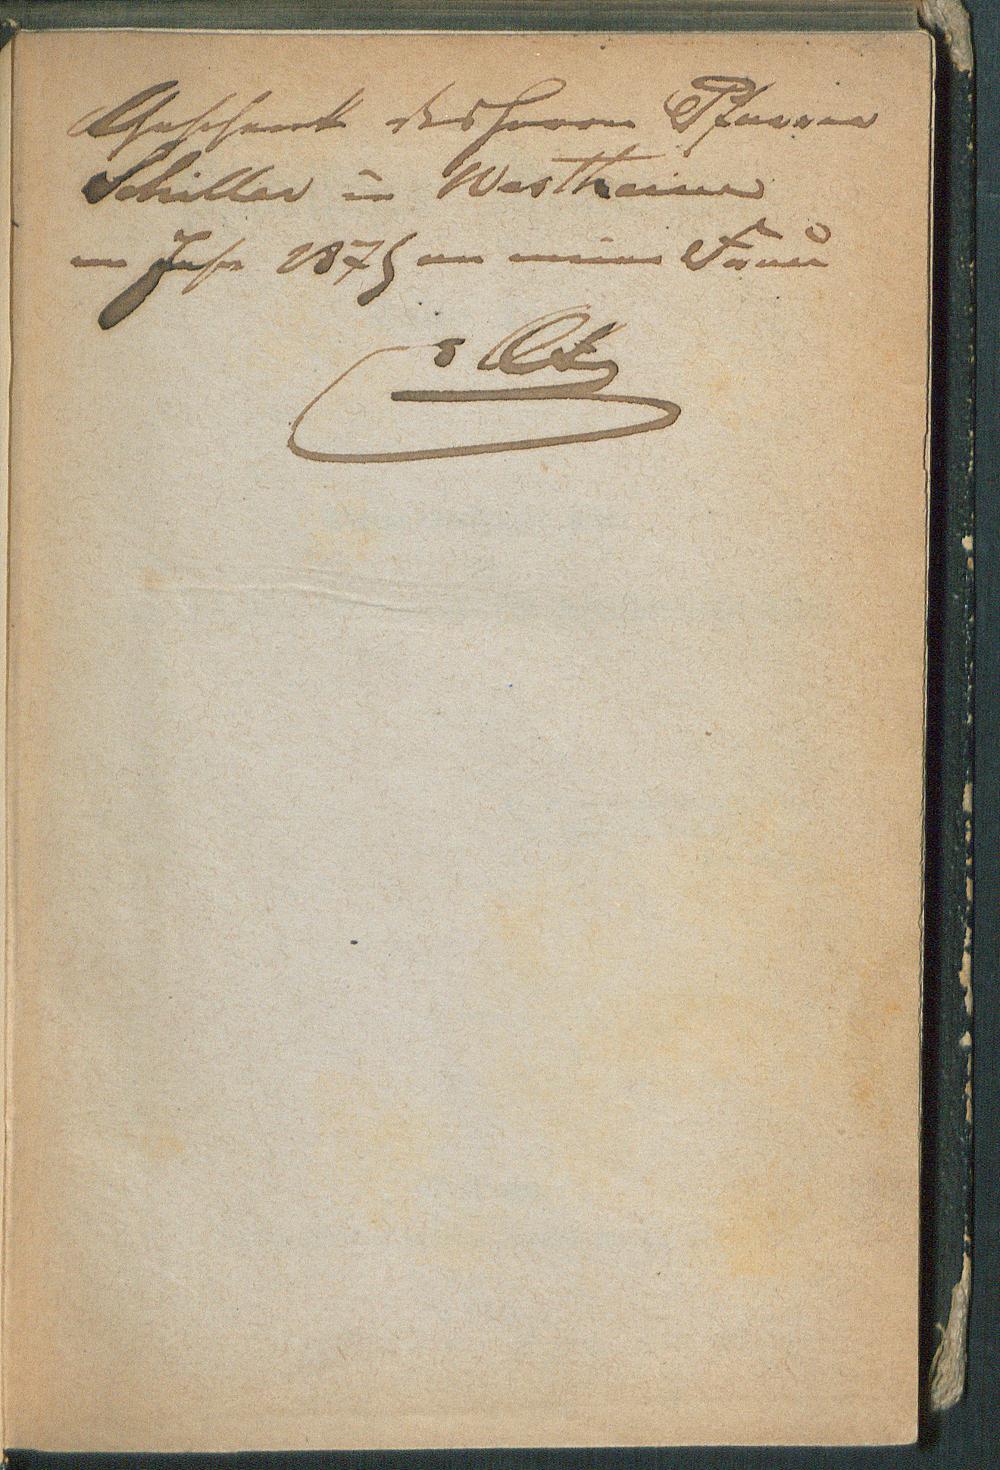 Geschenk des Herrn Pfarrer
Schiller in Westheim
im Jahr 1875 an meine Frau